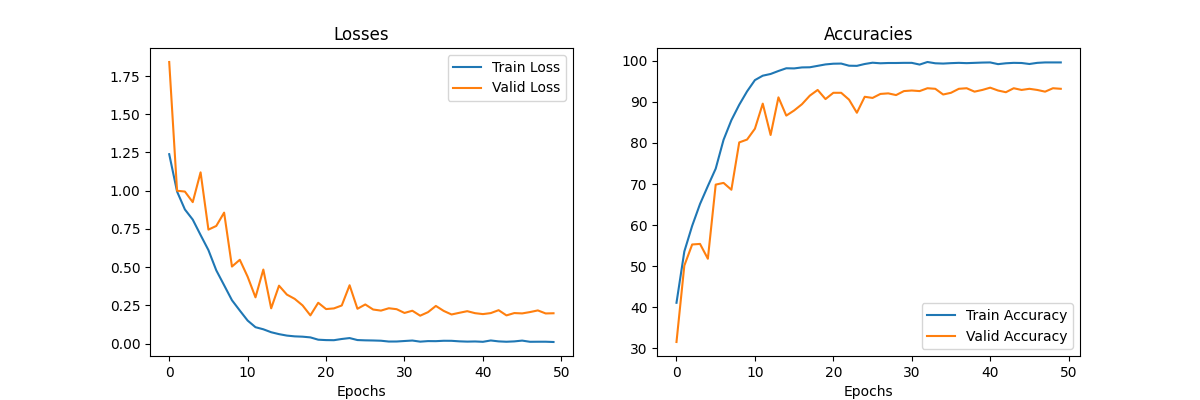 Losses
1.75
1.50
1.25
1.00
0.75
0.50
0.25
0.00
0 10 20 30 40 50
Epochs
Train Loss
Valid Loss
Accuracies
100
90
80
70
60
50
40
30
0 10 20 30 40 50
Epochs
Train Accuracy
Valid Accuracy